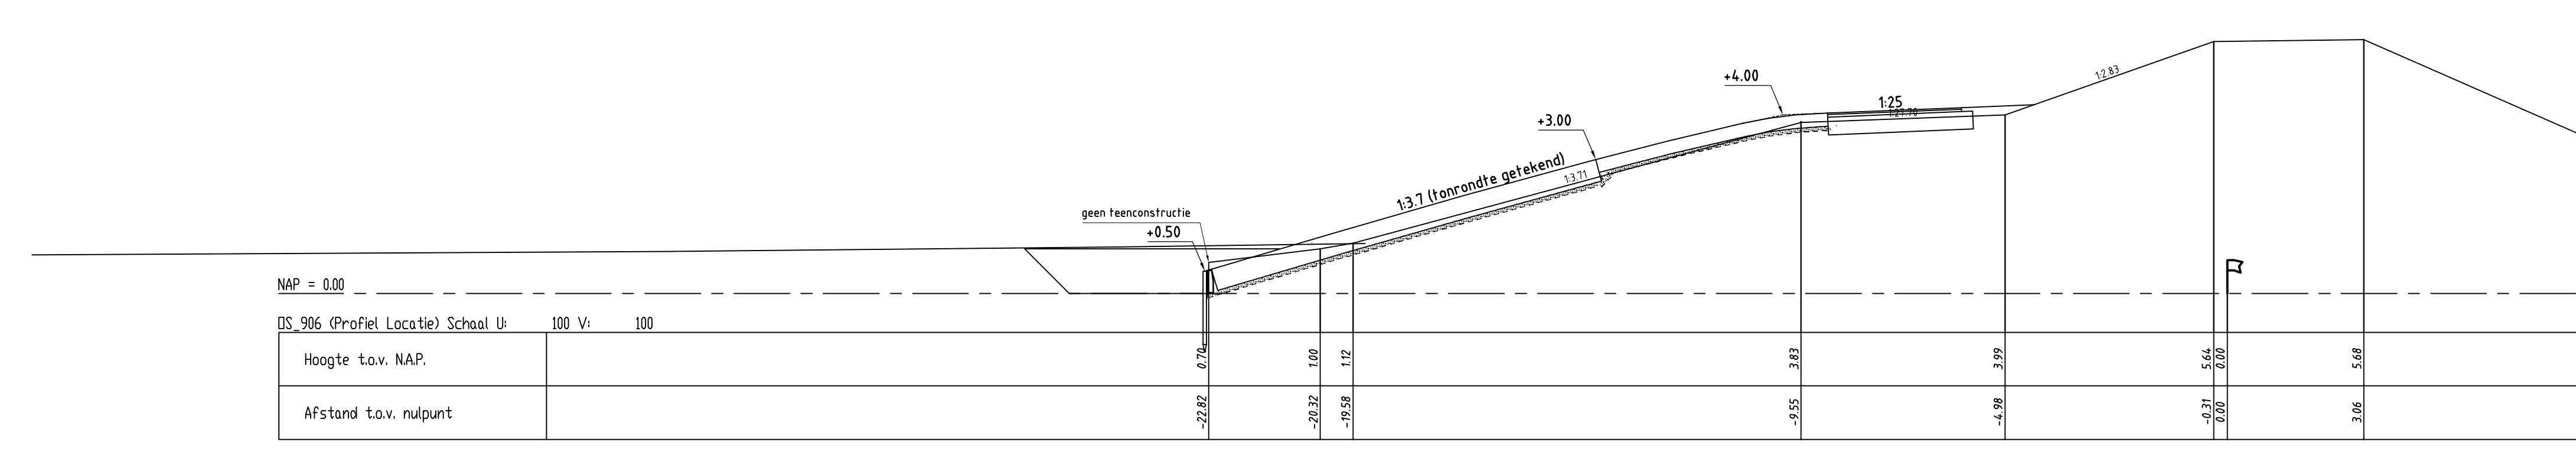 +4.00
1:2.83
1:25
1:27.70
+3.00
1:3.7 (tonrondte getekend)
1:3.71
geen teenconstructie
+0.50
NAP = 0.00
S_906 (Profiel Locatie) Schaal U: 100 V: 100
Hoogte t.o.v. N.A.P. 0.70 1.00 1.12 3.83 3.99 5.64 0.00 5.68
Afstand t.o.v. nulpunt -22.82 -20.32 -19.58 -9.55 -4.98 -0.31 0.00 3.06